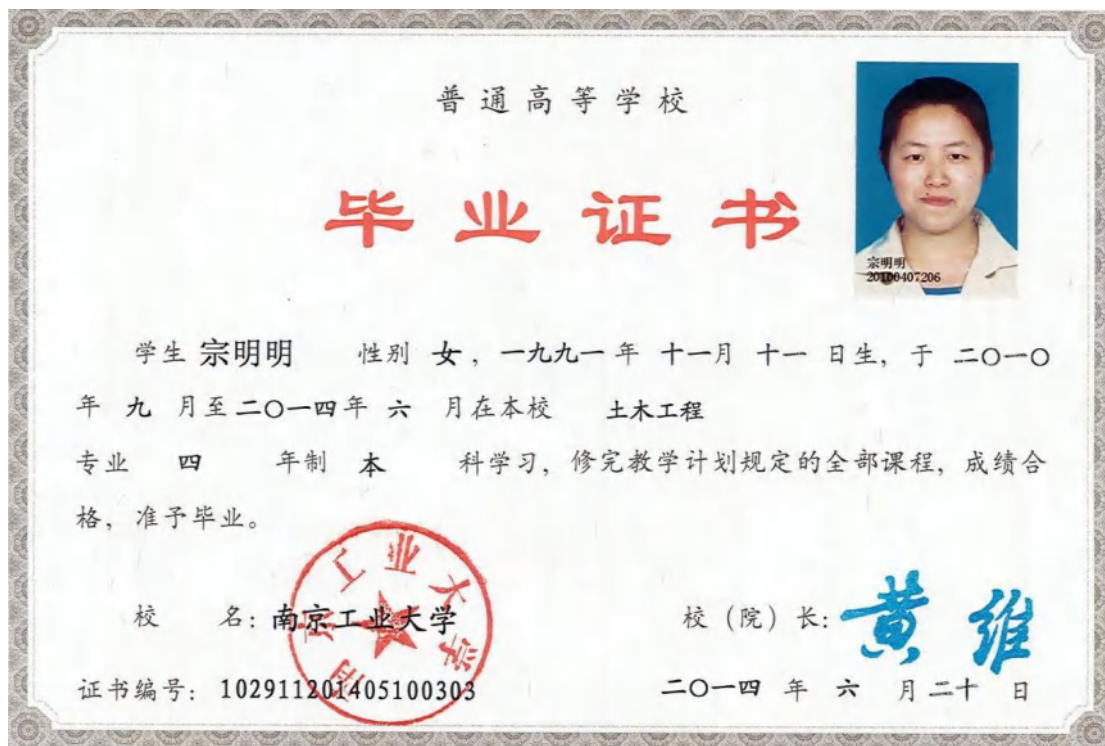 普通高等学校
毕业证书
宗明明
20100407206
学生 宗明明 性别 女，一九九一年 十一月 十一 日生，于 二〇一〇
年 九 月至二〇一四年 六 月在本校 土木工程
专业 四 年制 本 科学习，修完教学计划规定的全部课程，成绩合
格，准予毕业。
南京工业大学
校 名：南京工业大学
校（院）长：黄维
证书编号：102911201405100303
二〇一四 年 六 月二十 日